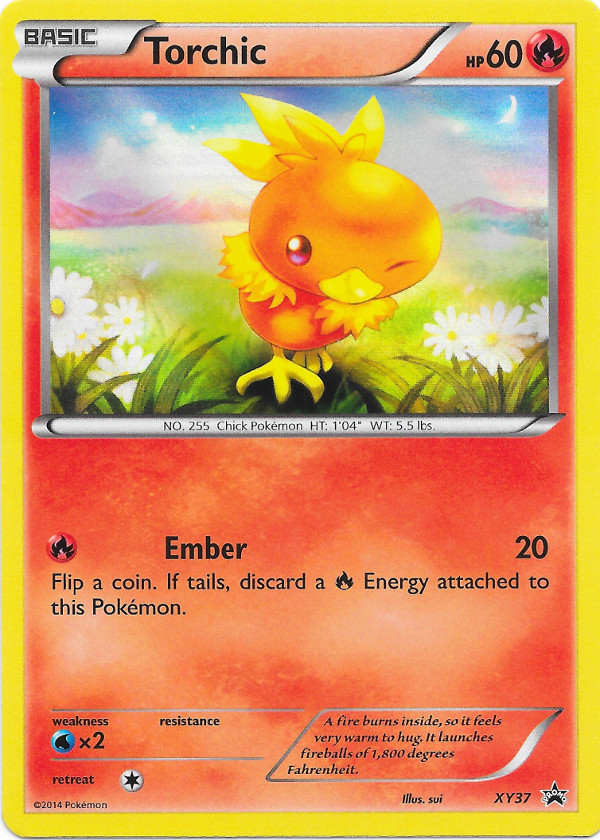 BASIC
Torchic
HP60
NO. 255 Chick Pokémon HT: 1'04" WT: 5.5 lbs.
Ember 20
Flip a coin. If tails, discard a Energy attached to
this Pokémon.
weakness resistance
×2
retreat
A fire burns inside, so it feels
very warm to hug. It launches
fireballs of 1,800 degrees
Fahrenheit.
©2014 Pokémon
Illus. sui
XY37
PROMO